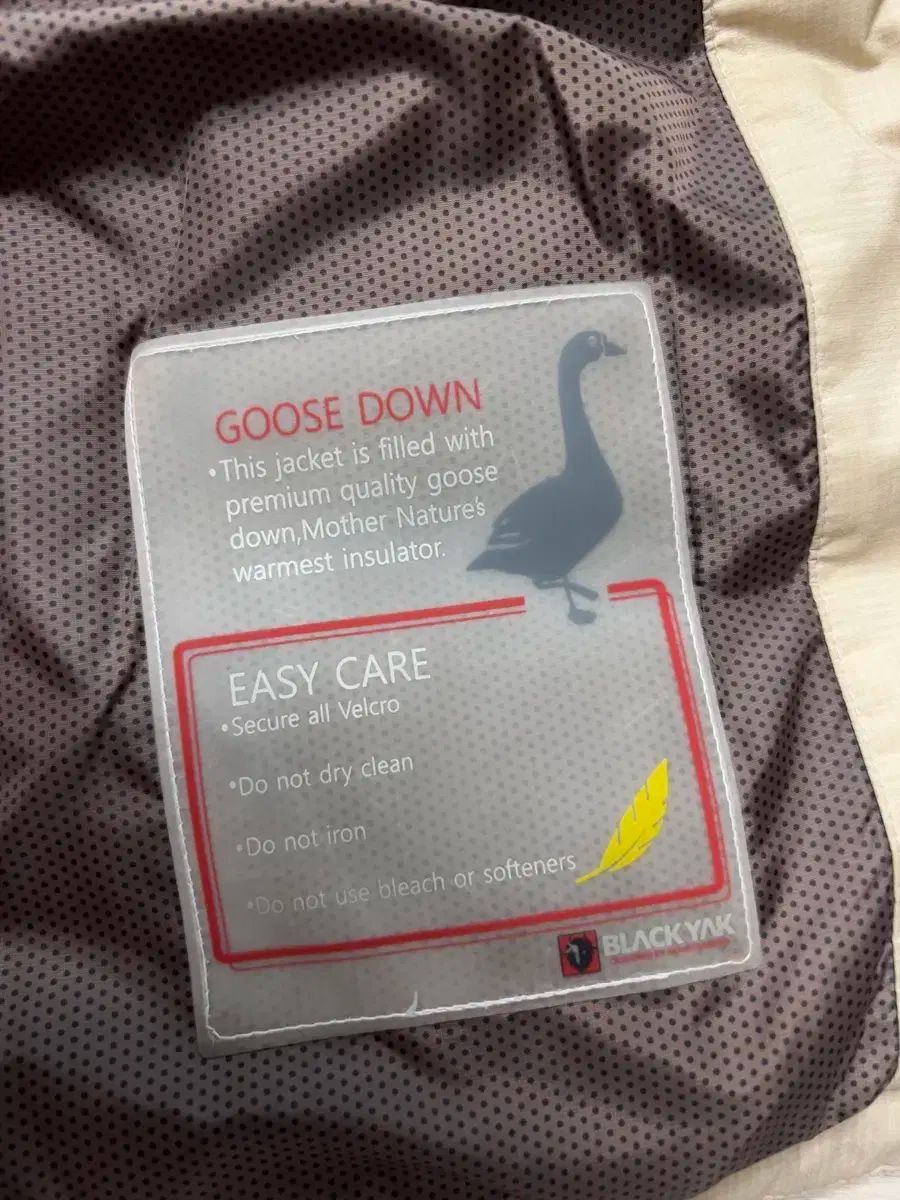 GOOSE DOWN
•This jacket is filled with
premium quality goose
down,Mother Nature's
warmest insulator.
EASY CARE
•Secure all Velcro
•Do not dry clean
•Do not iron
•Do not use bleach or softeners
BLACKYAK